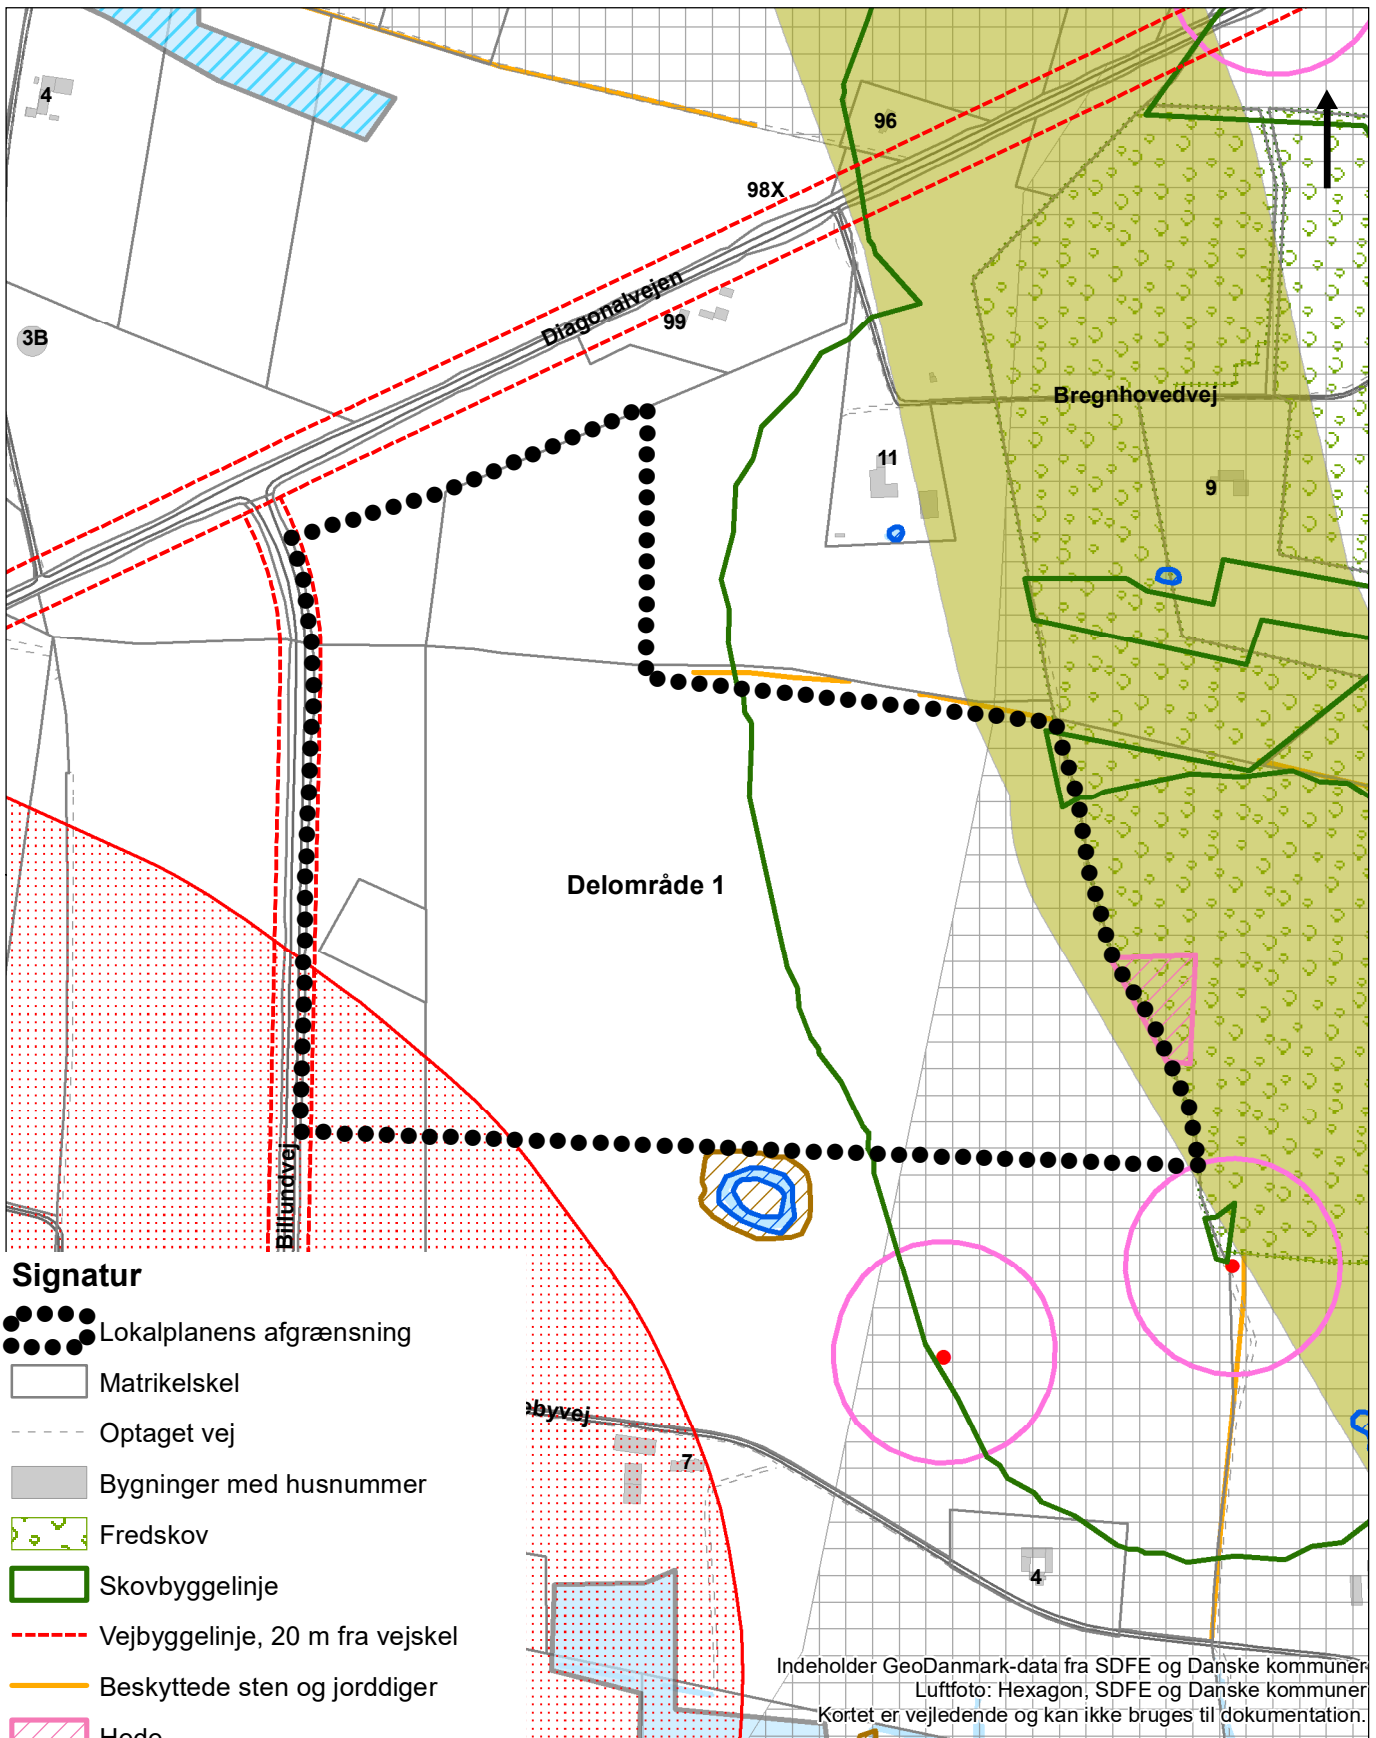 4
96
98X
Diagonalvejen
99
3B
Bregnhovedvej
11
9
Delområde 1
Billundvej
ebyvej
7
4
Signatur
Lokalplanens afgrænsning
Matrikelskel
Optaget vej
Bygninger med husnummer
Fredskov
Skovbyggelinje
Vejbyggelinje, 20 m fra vejskel
Beskyttede sten og jorddiger
Hede
Indeholder GeoDanmark-data fra SDFE og Danske kommuner
Luftfoto: Hexagon, SDFE og Danske kommuner
Kortet er vejledende og kan ikke bruges til dokumentation.